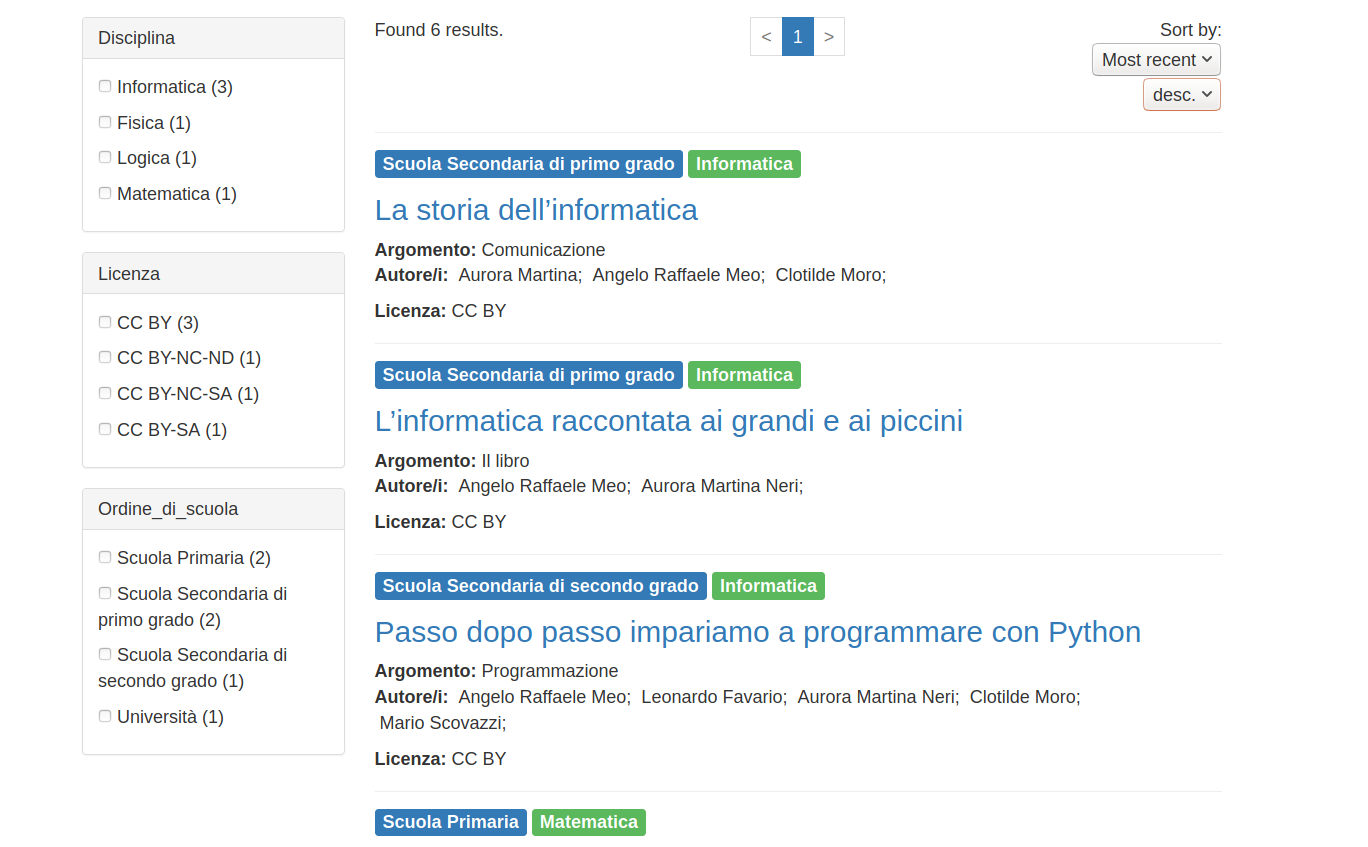 Disciplina
Informatica (3)
Fisica (1)
Logica (1)
Matematica (1)
Licenza
CC BY (3)
CC BY-NC-ND (1)
CC BY-NC-SA (1)
CC BY-SA (1)
Ordine_di_scuola
Scuola Primaria (2)
Scuola Secondaria di
primo grado (2)
Scuola Secondaria di
secondo grado (1)
Università (1)
Found 6 results.
< 1 >
Sort by:
Most recent
desc.
Scuola Secondaria di primo grado Informatica
La storia dell’informatica
Argomento: Comunicazione
Autore/i: Aurora Martina; Angelo Raffaele Meo; Clotilde Moro;
Licenza: CC BY
Scuola Secondaria di primo grado Informatica
L’informatica raccontata ai grandi e ai piccini
Argomento: Il libro
Autore/i: Angelo Raffaele Meo; Aurora Martina Neri;
Licenza: CC BY
Scuola Secondaria di secondo grado Informatica
Passo dopo passo impariamo a programmare con Python
Argomento: Programmazione
Autore/i: Angelo Raffaele Meo; Leonardo Favario; Aurora Martina Neri; Clotilde Moro;
Mario Scovazzi;
Licenza: CC BY
Scuola Primaria Matematica